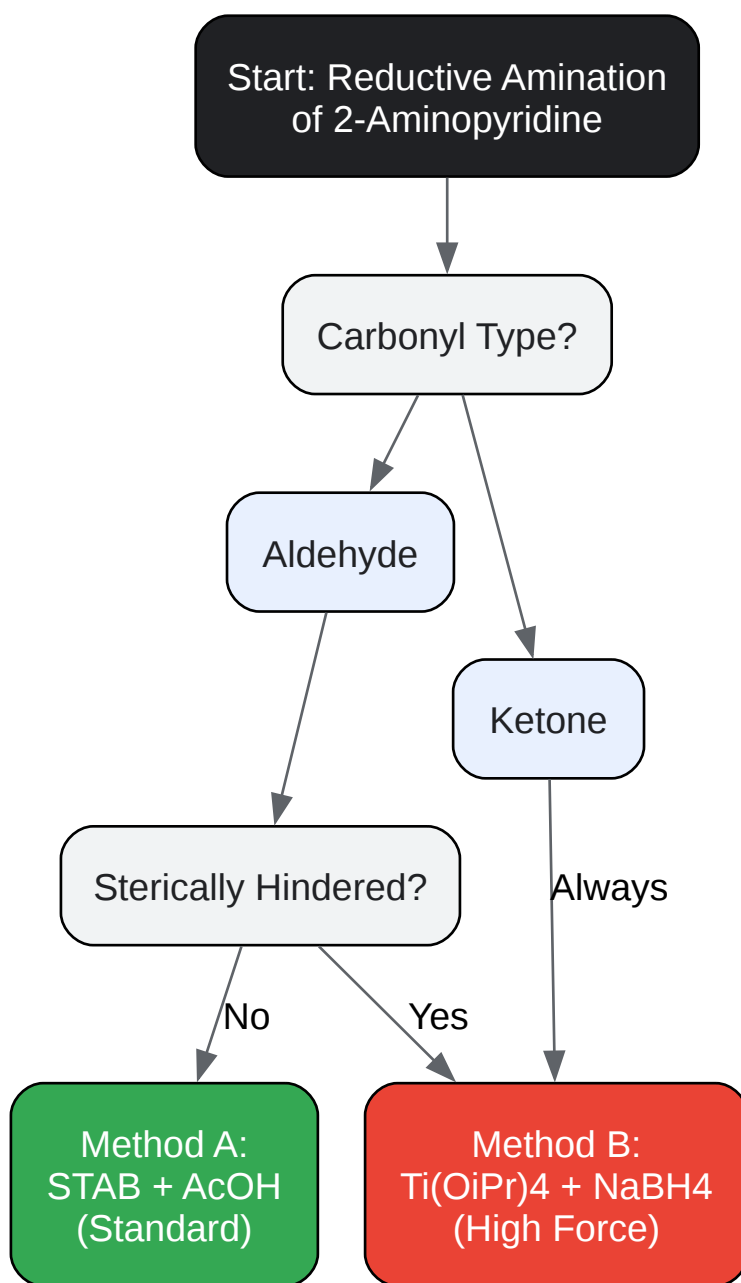 Start: Reductive Amination
of 2-Aminopyridine
Carbonyl Type?
Aldehyde
Ketone
Sterically Hindered?
Always
No
Yes
Method A:
STAB + AcOH
(Standard)
Method B:
Ti(OiPr)4 + NaBH4
(High Force)